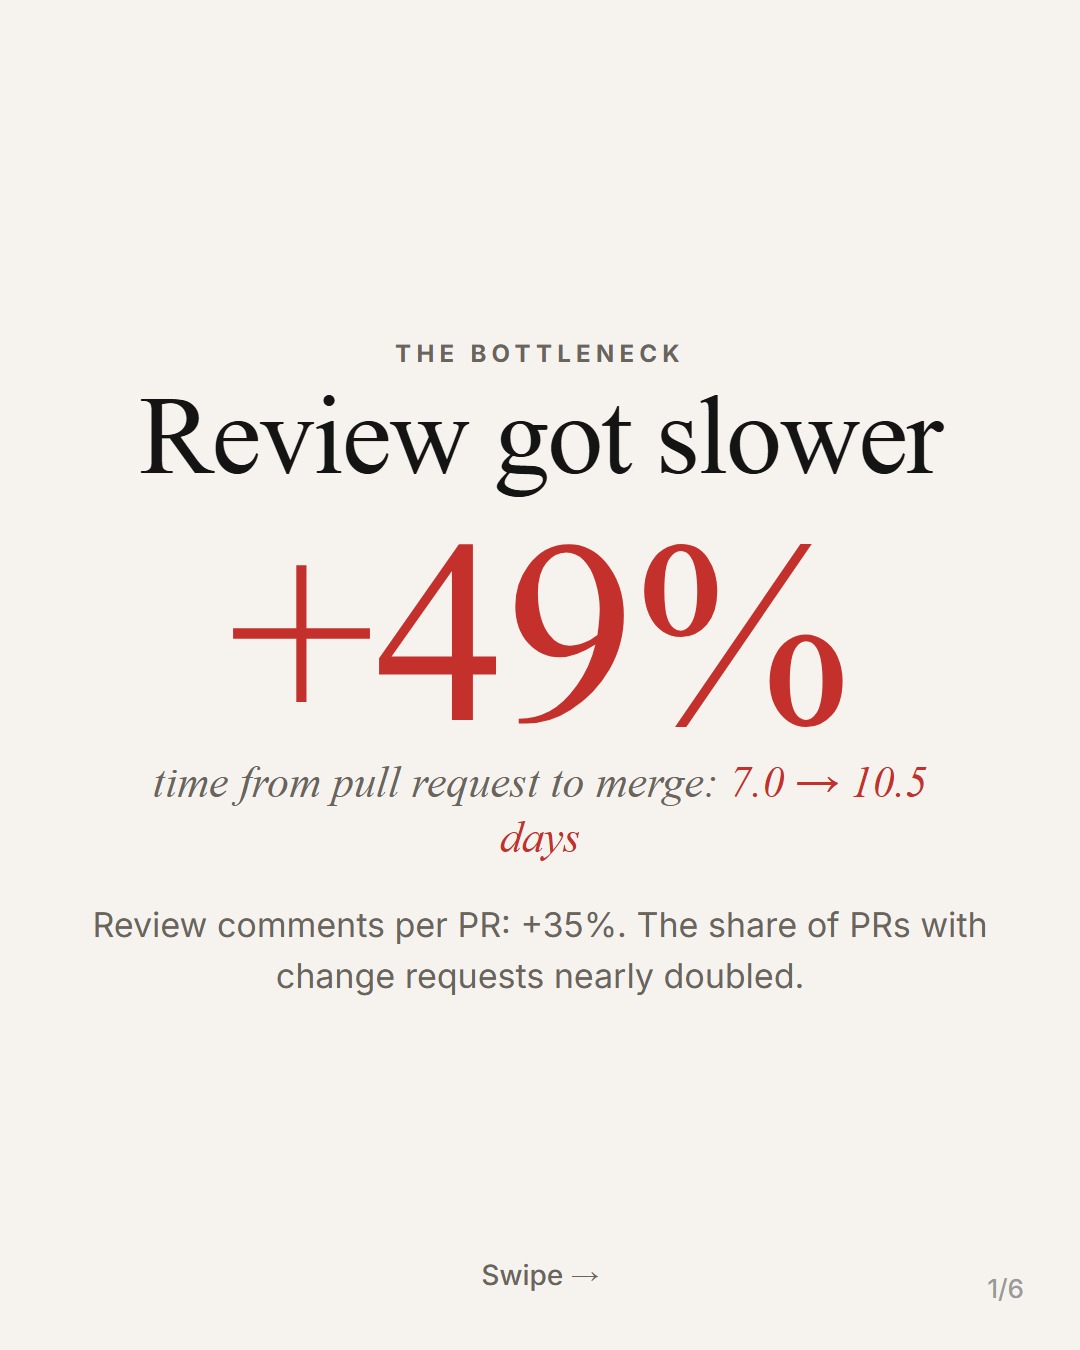 THE BOTTLENECK
Review got slower
+49%
time from pull request to merge: 7.0 → 10.5
days
Review comments per PR: +35%. The share of PRs with
change requests nearly doubled.
Swipe →
1/6